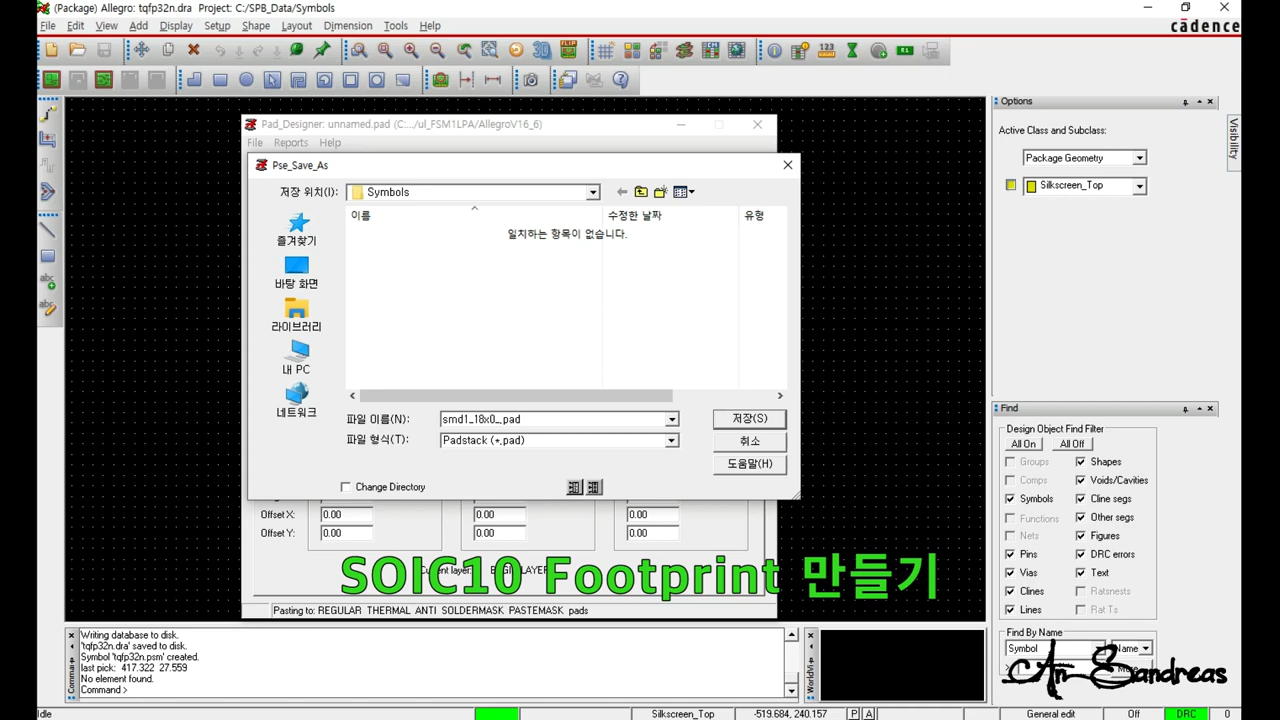 (Package) Allegro: tqfp32n.dra Project: C:/SPB_Data/Symbols
File Edit View Add Display Setup Shape Layout Dimension Tools Help
cādence
Options
Active Class and Subclass:
Package Geometry
Silkscreen_Top
Visibility
Pad_Designer: unnamed.pad (C:.../ul_FSM1LPA/AllegroV16_6)
File Reports Help
Pse_Save_As
저장 위치(I):
Symbols
이름
수정한 날짜
유형
일치하는 항목이 없습니다.
즐겨찾기
바탕 화면
라이브러리
내 PC
네트워크
파일 이름(N):
smd1_18x0_.pad
저장(S)
파일 형식(T):
Padstack (*.pad)
취소
도움말(H)
Change Directory
Offset X: 0.00 0.00 0.00
Offset Y: 0.00 0.00 0.00
SOIC10 Footprint 만들기
Pasting to: REGULAR THERMAL ANTI SOLDERMASK PASTEMASK pads
Find
Design Object Find Filter
All On All Off
Groups Shapes
Comps Voids/Cavities
Symbols Cline segs
Functions Other segs
Nets Figures
Pins DRC errors
Vias Text
Clines Ratsnests
Lines Rat Ts
Find By Name
Symbol
Name
An Sandreas
Writing database to disk.
'tqfp32n.dra' saved to disk.
Symbol 'tqfp32n.psm' created.
last pick: 417.322 27.559
No element found.
Command >
Idle
Silkscreen_Top
-519.684, 240.157
P
A
General edit
Off
DRC
0